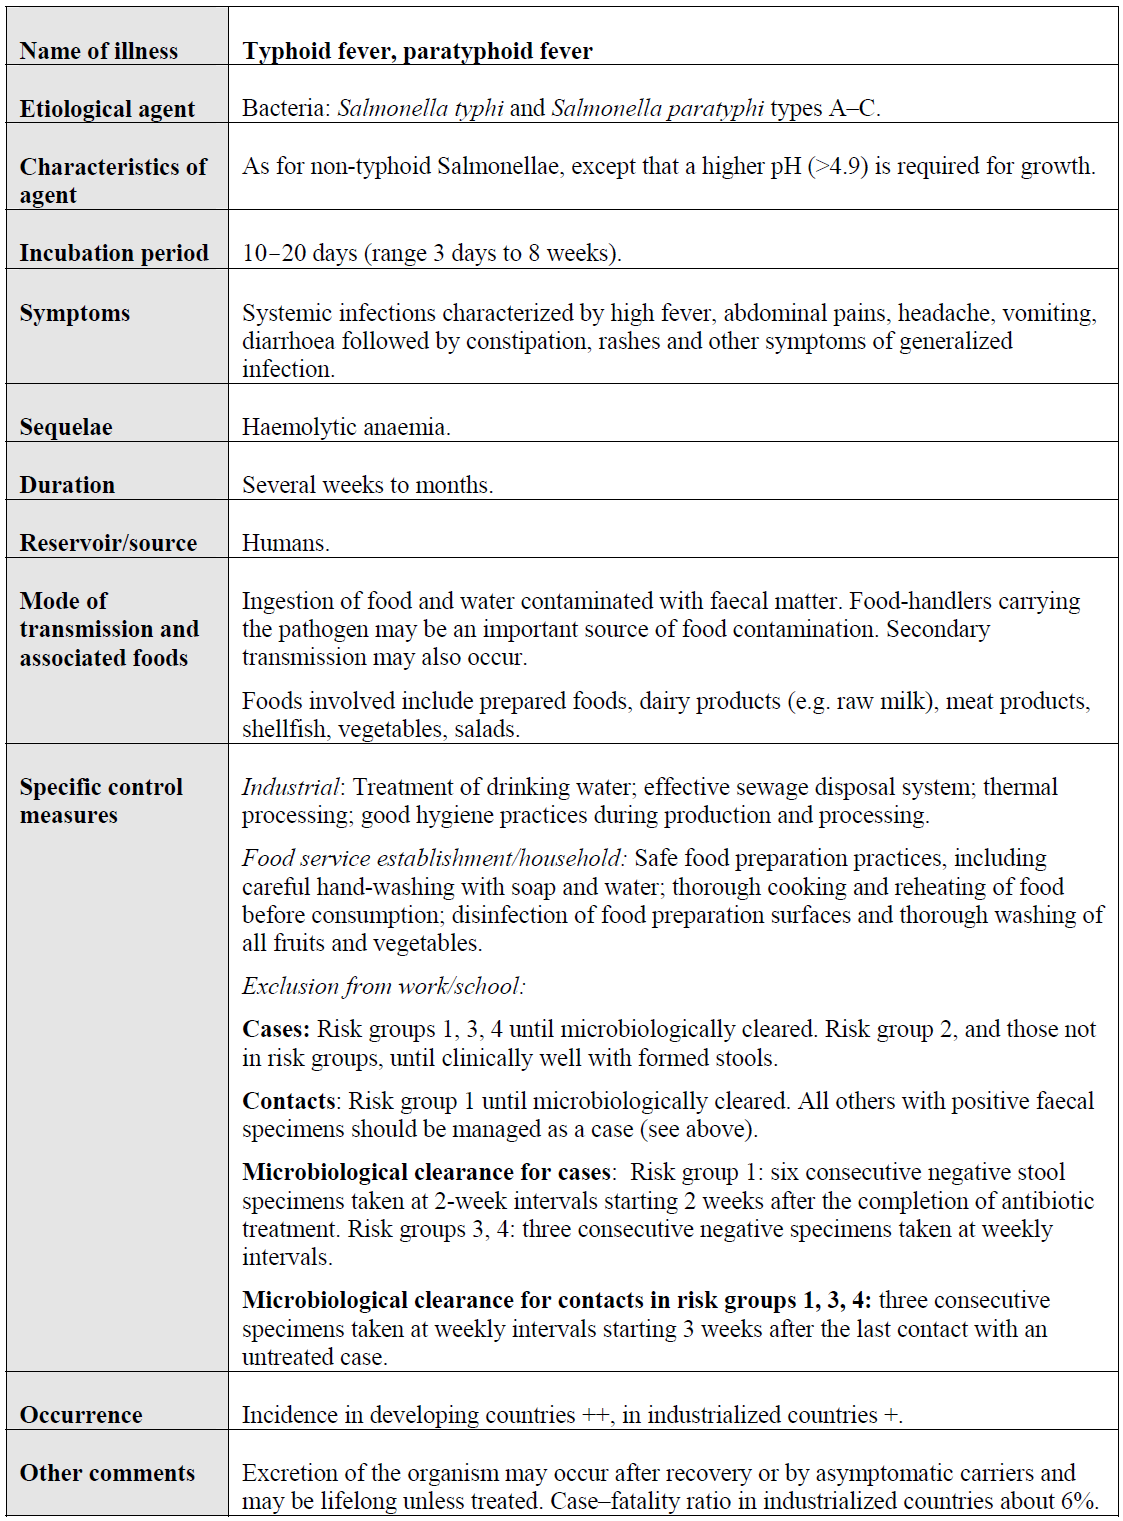 Name of illness
Typhoid fever, paratyphoid fever
Etiological agent
Bacteria: Salmonella typhi and Salmonella paratyphi types A–C.
Characteristics of
agent
As for non-typhoid Salmonellae, except that a higher pH (>4.9) is required for growth.
Incubation period
10–20 days (range 3 days to 8 weeks).
Symptoms
Systemic infections characterized by high fever, abdominal pains, headache, vomiting,
diarrhoea followed by constipation, rashes and other symptoms of generalized
infection.
Sequelae
Haemolytic anaemia.
Duration
Several weeks to months.
Reservoir/source
Humans.
Mode of
transmission and
associated foods
Ingestion of food and water contaminated with faecal matter. Food-handlers carrying
the pathogen may be an important source of food contamination. Secondary
transmission may also occur.
Foods involved include prepared foods, dairy products (e.g. raw milk), meat products,
shellfish, vegetables, salads.
Specific control
measures
Industrial: Treatment of drinking water; effective sewage disposal system; thermal
processing; good hygiene practices during production and processing.
Food service establishment/household: Safe food preparation practices, including
careful hand-washing with soap and water; thorough cooking and reheating of food
before consumption; disinfection of food preparation surfaces and thorough washing of
all fruits and vegetables.
Exclusion from work/school:
Cases: Risk groups 1, 3, 4 until microbiologically cleared. Risk group 2, and those not
in risk groups, until clinically well with formed stools.
Contacts: Risk group 1 until microbiologically cleared. All others with positive faecal
specimens should be managed as a case (see above).
Microbiological clearance for cases:  Risk group 1: six consecutive negative stool
specimens taken at 2-week intervals starting 2 weeks after the completion of antibiotic
treatment. Risk groups 3, 4: three consecutive negative specimens taken at weekly
intervals.
Microbiological clearance for contacts in risk groups 1, 3, 4: three consecutive
specimens taken at weekly intervals starting 3 weeks after the last contact with an
untreated case.
Occurrence
Incidence in developing countries ++, in industrialized countries +.
Other comments
Excretion of the organism may occur after recovery or by asymptomatic carriers and
may be lifelong unless treated. Case–fatality ratio in industrialized countries about 6%.